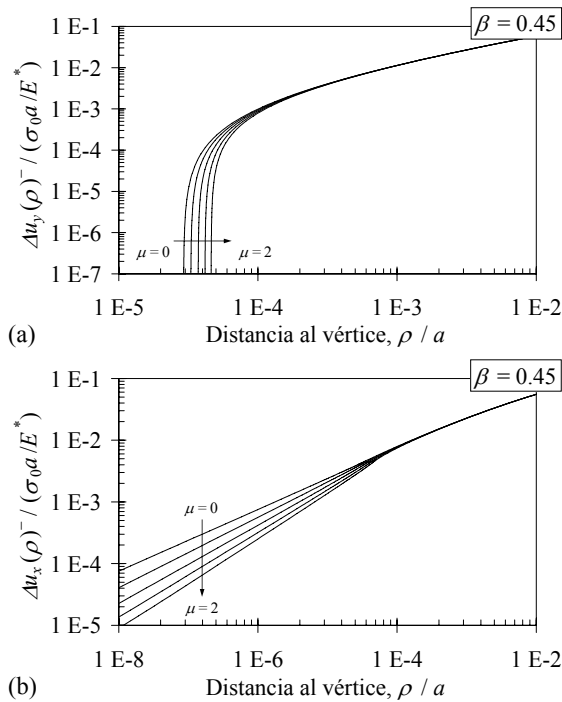 1 E-1
β = 0.45
1 E-2
1 E-3
1 E-4
1 E-5
1 E-6
1 E-7
Δu_y(ρ)⁻ / (σ₀a/E*)
μ = 0
μ = 2
1 E-5
1 E-4
1 E-3
1 E-2
(a)
Distancia al vértice, ρ / a
1 E-1
β = 0.45
1 E-2
1 E-3
1 E-4
1 E-5
Δu_x(ρ)⁻ / (σ₀a/E*)
μ = 0
μ = 2
1 E-8
1 E-6
1 E-4
1 E-2
(b)
Distancia al vértice, ρ / a